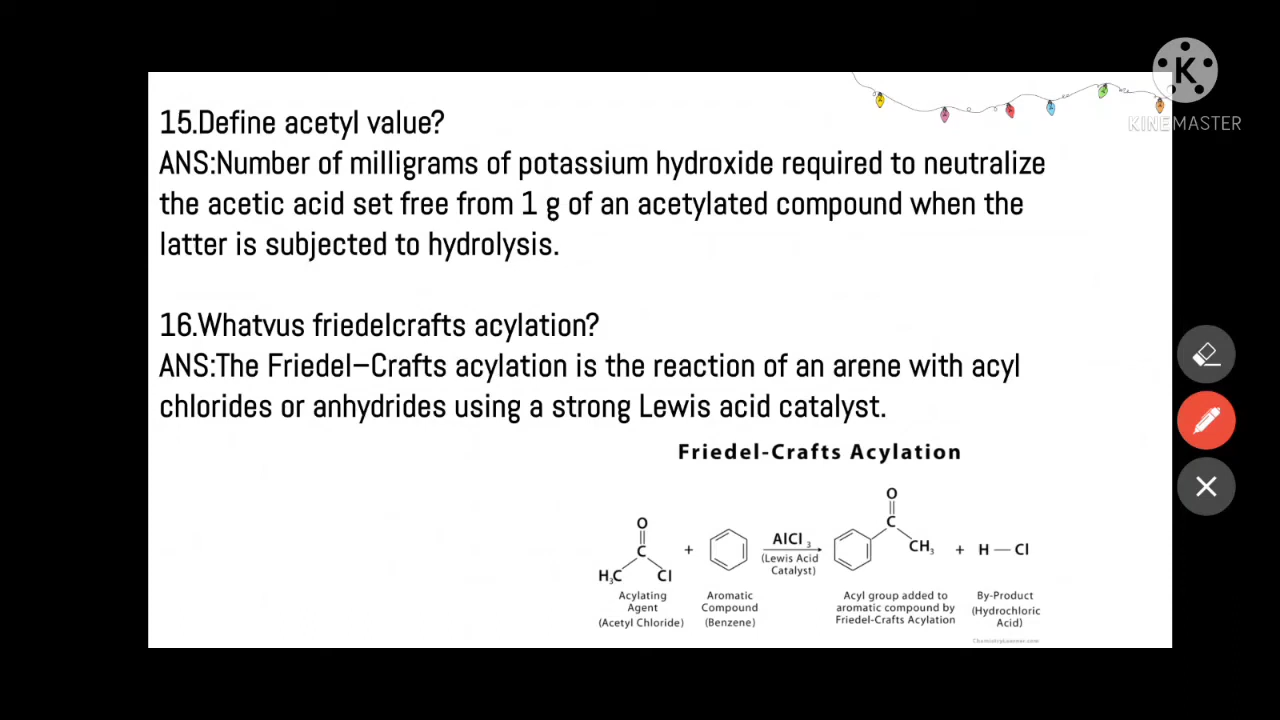 K
KINEMASTER
15.Define acetyl value?
ANS:Number of milligrams of potassium hydroxide required to neutralize
the acetic acid set free from 1 g of an acetylated compound when the
latter is subjected to hydrolysis.
16.Whatvus friedelcrafts acylation?
ANS:The Friedel–Crafts acylation is the reaction of an arene with acyl
chlorides or anhydrides using a strong Lewis acid catalyst.
Friedel-Crafts Acylation
O
C
H₃C Cl
Acylating
Agent
(Acetyl Chloride)
+
Aromatic
Compound
(Benzene)
AlCl₃
(Lewis Acid
Catalyst)
O
C
CH₃
Acyl group added to
aromatic compound by
Friedel-Crafts Acylation
+ H — Cl
By-Product
(Hydrochloric
Acid)
ChemistryLearner.com